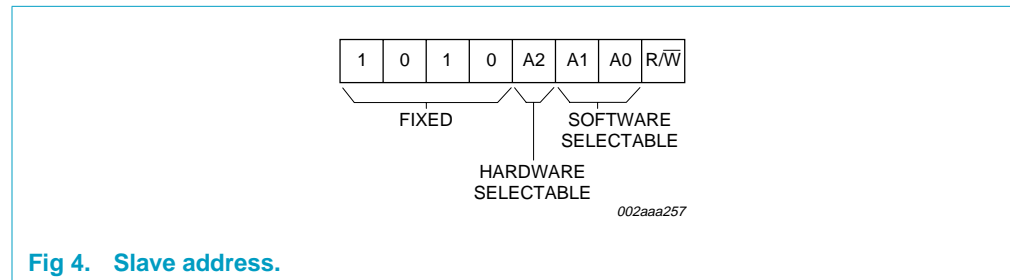 1 0 1 0 A2 A1 A0 R/W̅
FIXED
SOFTWARE
SELECTABLE
HARDWARE
SELECTABLE
002aaa257
Fig 4. Slave address.